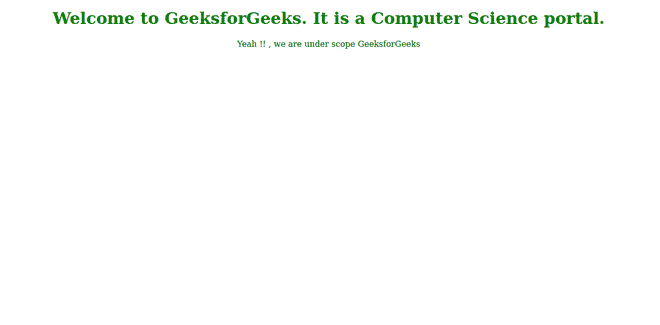 Welcome to GeeksforGeeks. It is a Computer Science portal.
Yeah !! , we are under scope GeeksforGeeks